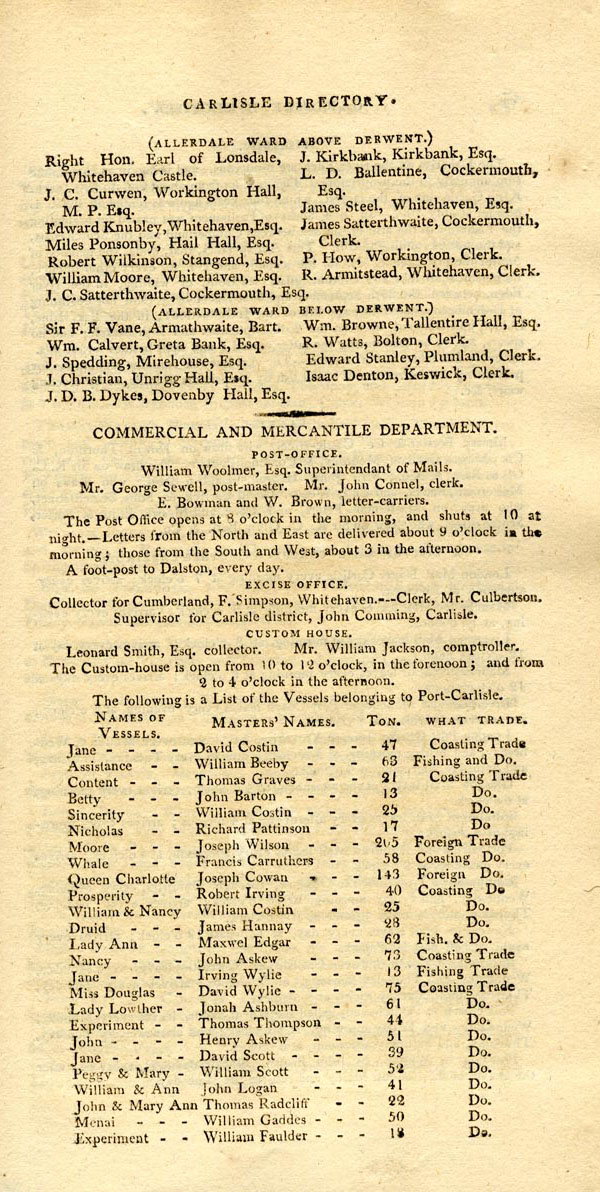 CARLISLE DIRECTORY.
(ALLERDALE WARD ABOVE DERWENT.)
Right Hon. Earl of Lonsdale,
Whitehaven Castle.
J. C. Curwen, Workington Hall,
M. P. Esq.
Edward Knubley, Whitehaven, Esq.
Miles Ponsonby, Hail Hall, Esq.
Robert Wilkinson, Stangend, Esq.
William Moore, Whitehaven, Esq.
J. C. Satterthwaite, Cockermouth, Esq.
J. Kirkbank, Kirkbank, Esq.
L. D. Ballentine, Cockermouth,
Esq.
James Steel, Whitehaven, Esq.
James Satterthwaite, Cockermouth,
Clerk.
P. How, Workington, Clerk.
R. Armitstead, Whitehaven, Clerk.
(ALLERDALE WARD BELOW DERWENT.)
Sir F. F. Vane, Armathwaite, Bart.
Wm. Calvert, Greta Bank, Esq.
J. Spedding, Mirehouse, Esq.
J. Christian, Unrigg Hall, Esq.
J. D. B. Dykes, Dovenby Hall, Esq.
Wm. Browne, Tallentire Hall, Esq.
R. Watts, Bolton, Clerk.
Edward Stanley, Plumland, Clerk.
Isaac Denton, Keswick, Clerk.
COMMERCIAL AND MERCANTILE DEPARTMENT.
POST-OFFICE.
William Woolmer, Esq. Superintendant of Mails.
Mr. George Sewell, post-master. Mr. John Connel, clerk.
E. Bowman and W. Brown, letter-carriers.
The Post Office opens at 8 o'clock in the morning, and shuts at 10 at
night.—Letters from the North and East are delivered about 9 o'clock in the
morning; those from the South and West, about 3 in the afternoon.
A foot-post to Dalston, every day.
EXCISE OFFICE.
Collector for Cumberland, F. Simpson, Whitehaven.---Clerk, Mr. Culbertson.
Supervisor for Carlisle district, John Comming, Carlisle.
CUSTOM HOUSE.
Leonard Smith, Esq. collector. Mr. William Jackson, comptroller.
The Custom-house is open from 10 to 12 o'clock, in the forenoon; and from
2 to 4 o'clock in the afternoon.
The following is a List of the Vessels belonging to Port-Carlisle.
NAMES OF VESSELS. MASTERS' NAMES. TON. WHAT TRADE.
Jane - - - - David Costin - - - 47 Coasting Trade
Assistance - - William Beeby - - - 63 Fishing and Do.
Content - - - Thomas Graves - - - 21 Coasting Trade
Betty - - - John Barton - - - - 13 Do.
Sincerity - - William Costin - - - 25 Do.
Nicholas - - Richard Pattinson - - 17 Do
Moore - - - Joseph Wilson - - - 205 Foreign Trade
Whale - - - Francis Carruthers - - 58 Coasting Do.
Queen Charlotte Joseph Cowan - - - 143 Foreign Do.
Prosperity - - Robert Irving - - - 40 Coasting Do
William & Nancy William Costin - - 25 Do.
Druid - - - James Hannay - - - 28 Do.
Lady Ann - - Maxwel Edgar - - - 62 Fish. & Do.
Nancy - - - John Askew - - - 73 Coasting Trade
Jane - - - - Irving Wylie - - - 13 Fishing Trade
Miss Douglas - David Wylie - - - - 75 Coasting Trade
Lady Lowther - Jonah Ashburn - - - 61 Do.
Experiment - - Thomas Thompson - - 44 Do.
John - - - - Henry Askew - - - 51 Do.
Jane - - - - David Scott - - - - 39 Do.
Peggy & Mary - William Scott - - - 52 Do.
William & Ann John Logan - - - 41 Do.
John & Mary Ann Thomas Radcliff - - 22 Do.
Menai - - - William Gaddes - - - 50 Do.
Experiment - - William Faulder - - - 18 Do.